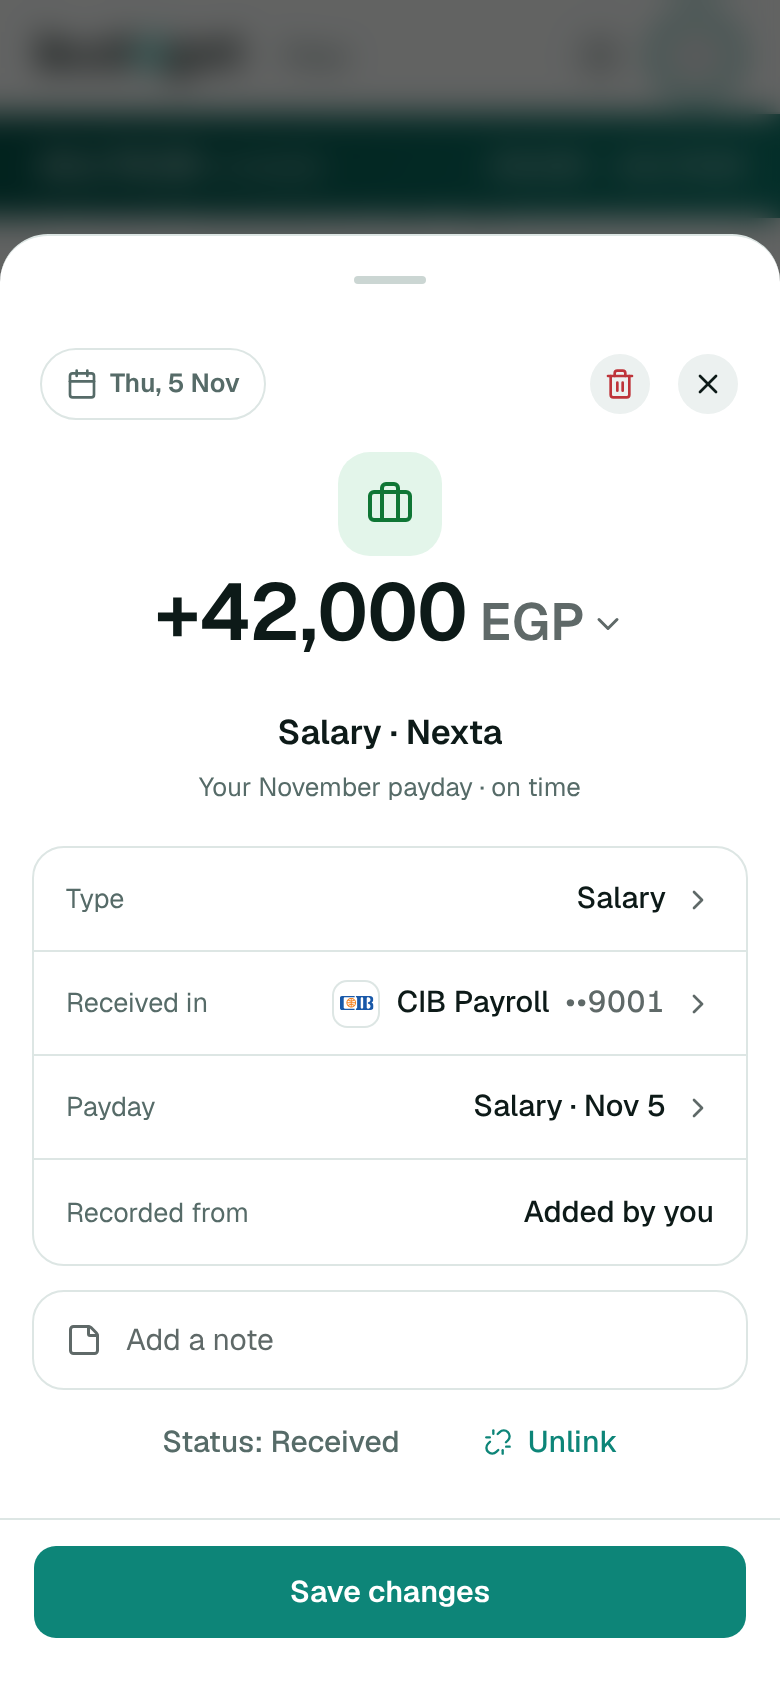 Thu, 5 Nov
+42,000 EGP
Salary · Nexta
Your November payday · on time
Type Salary
Received in CIB CIB Payroll ••9001
Payday Salary · Nov 5
Recorded from Added by you
Add a note
Status: Received Unlink
Save changes